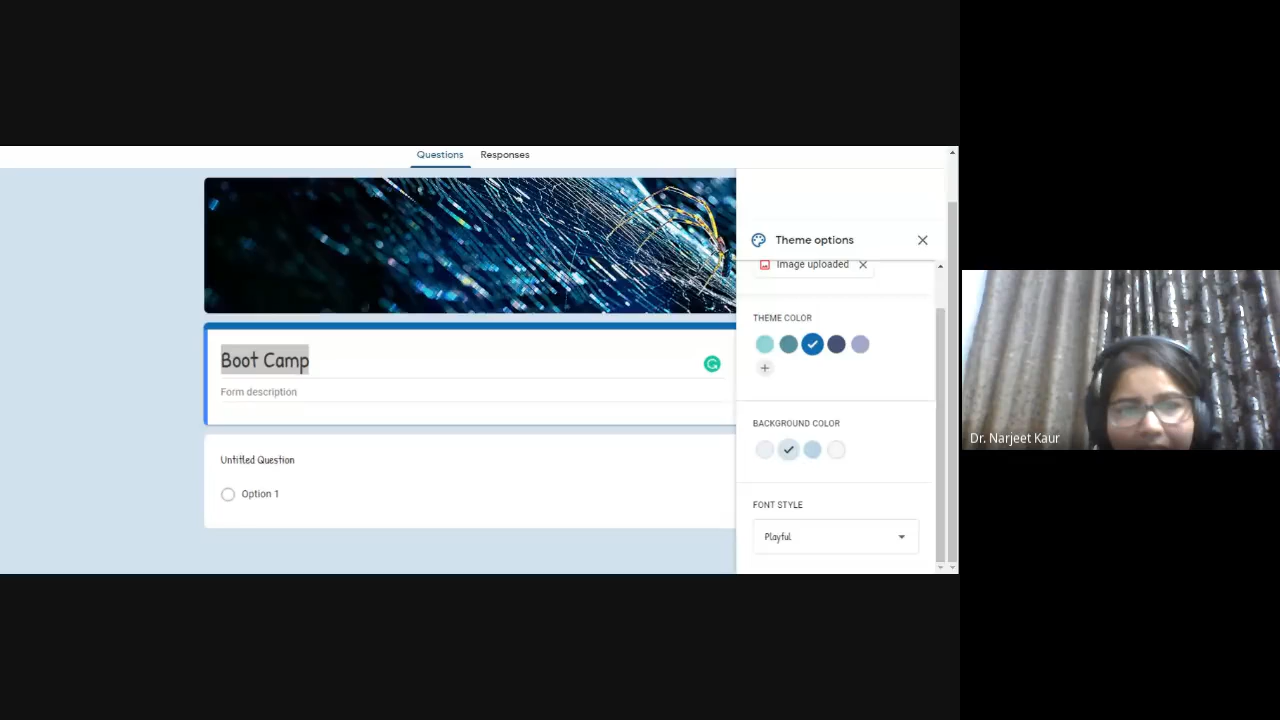 Questions Responses
Theme options
Image uploaded
THEME COLOR
Boot Camp
Form description
BACKGROUND COLOR
Untitled Question
Option 1
FONT STYLE
Playful
Dr. Narjeet Kaur